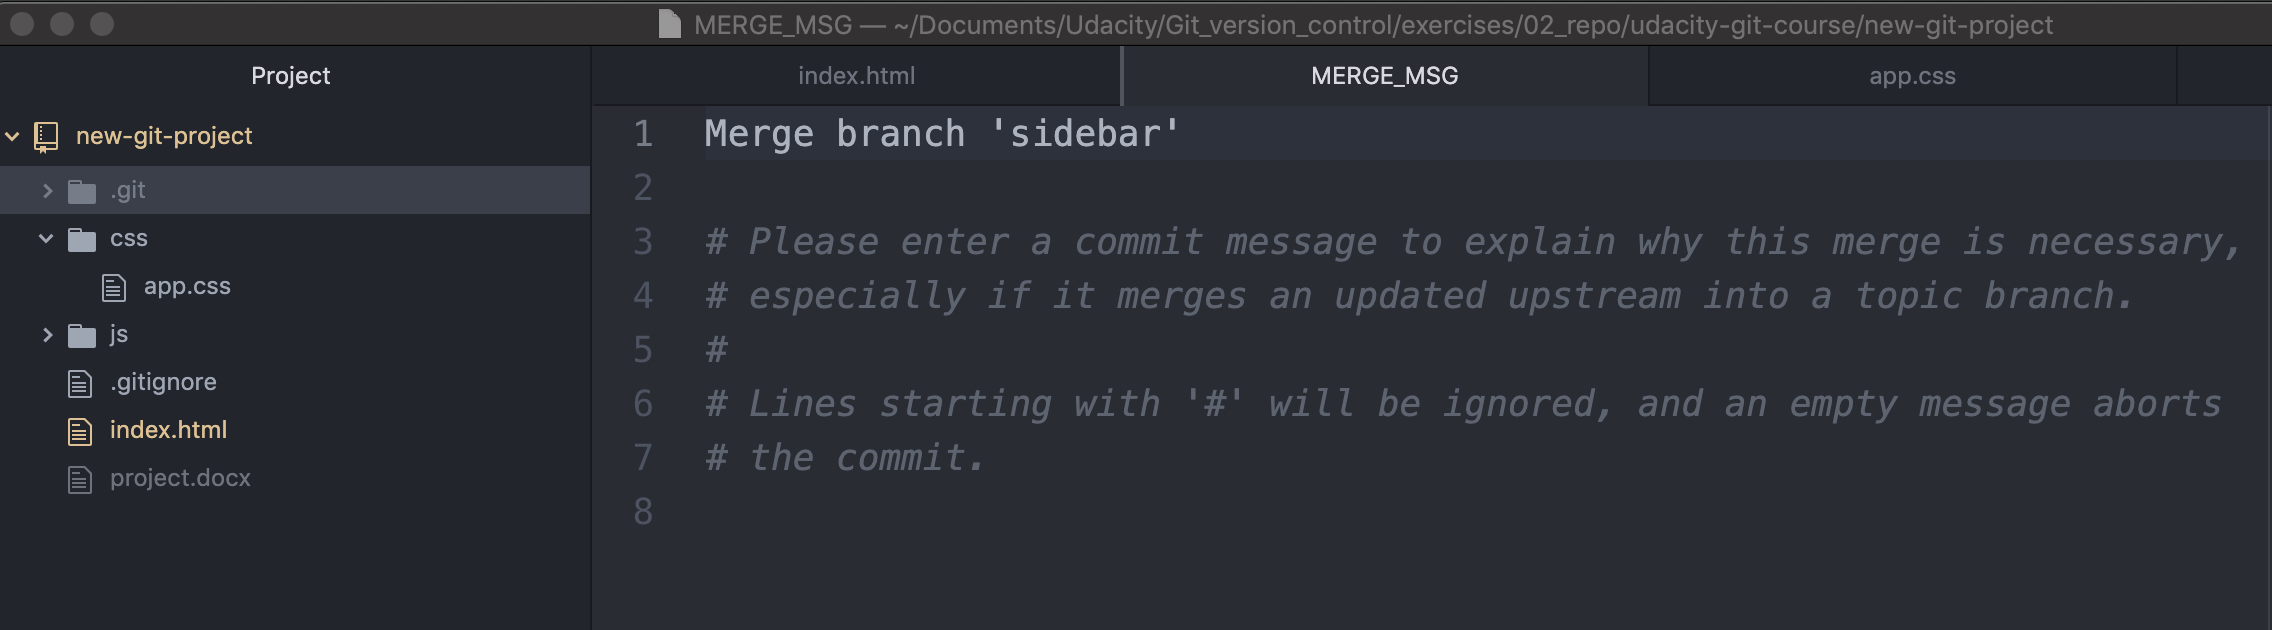 MERGE_MSG — ~/Documents/Udacity/Git_version_control/exercises/02_repo/udacity-git-course/new-git-project
Project
index.html
MERGE_MSG
app.css
new-git-project
.git
css
app.css
js
.gitignore
index.html
project.docx
1 Merge branch 'sidebar'
2
3 # Please enter a commit message to explain why this merge is necessary,
4 # especially if it merges an updated upstream into a topic branch.
5 #
6 # Lines starting with '#' will be ignored, and an empty message aborts
7 # the commit.
8